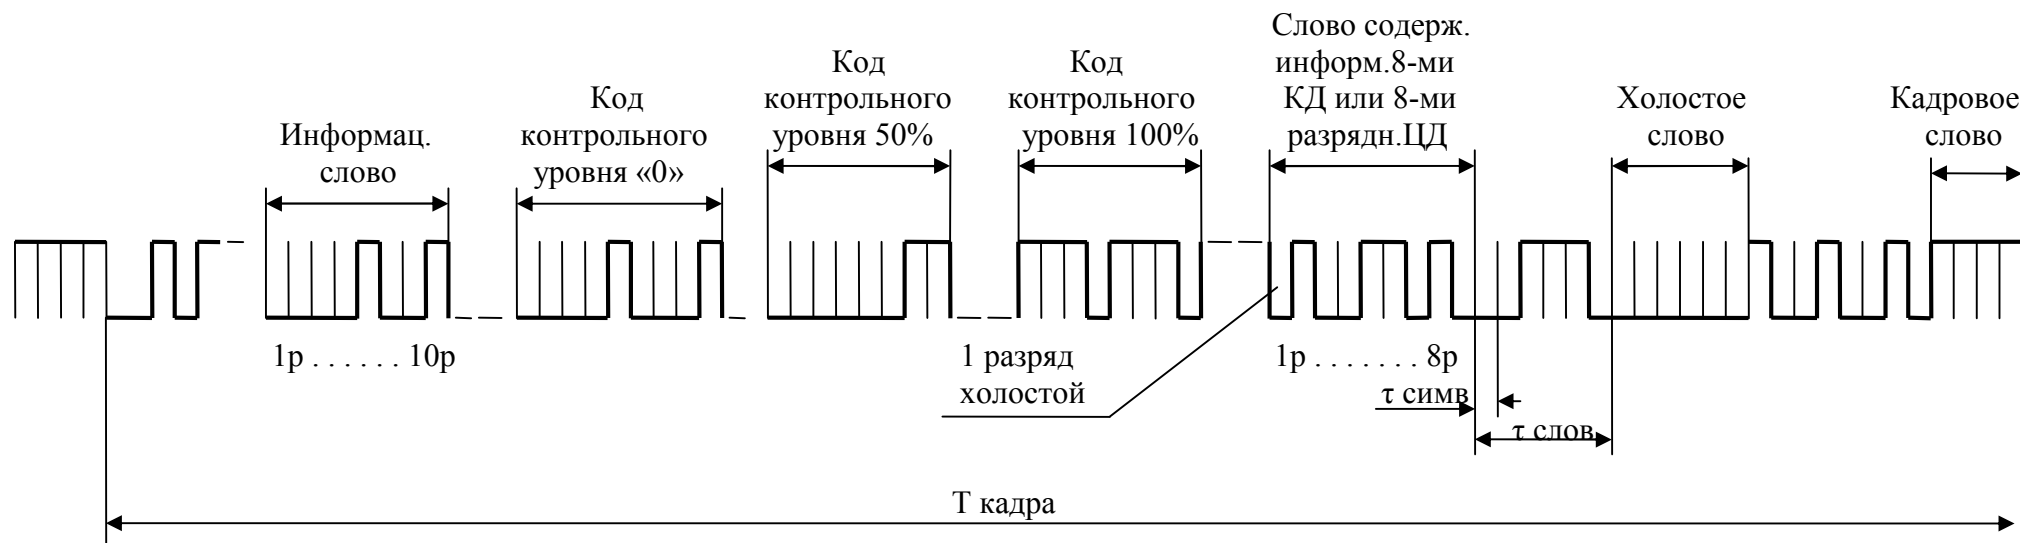 Информац.
слово
Код
контрольного
уровня «0»
Код
контрольного
уровня 50%
Код
контрольного
уровня 100%
Слово содерж.
информ.8-ми
КД или 8-ми
разрядн.ЦД
Холостое
слово
Кадровое
слово
1р . . . . . . 10р
1 разряд
холостой
1р . . . . . . . 8р
τ симв
τ слов
Т кадра